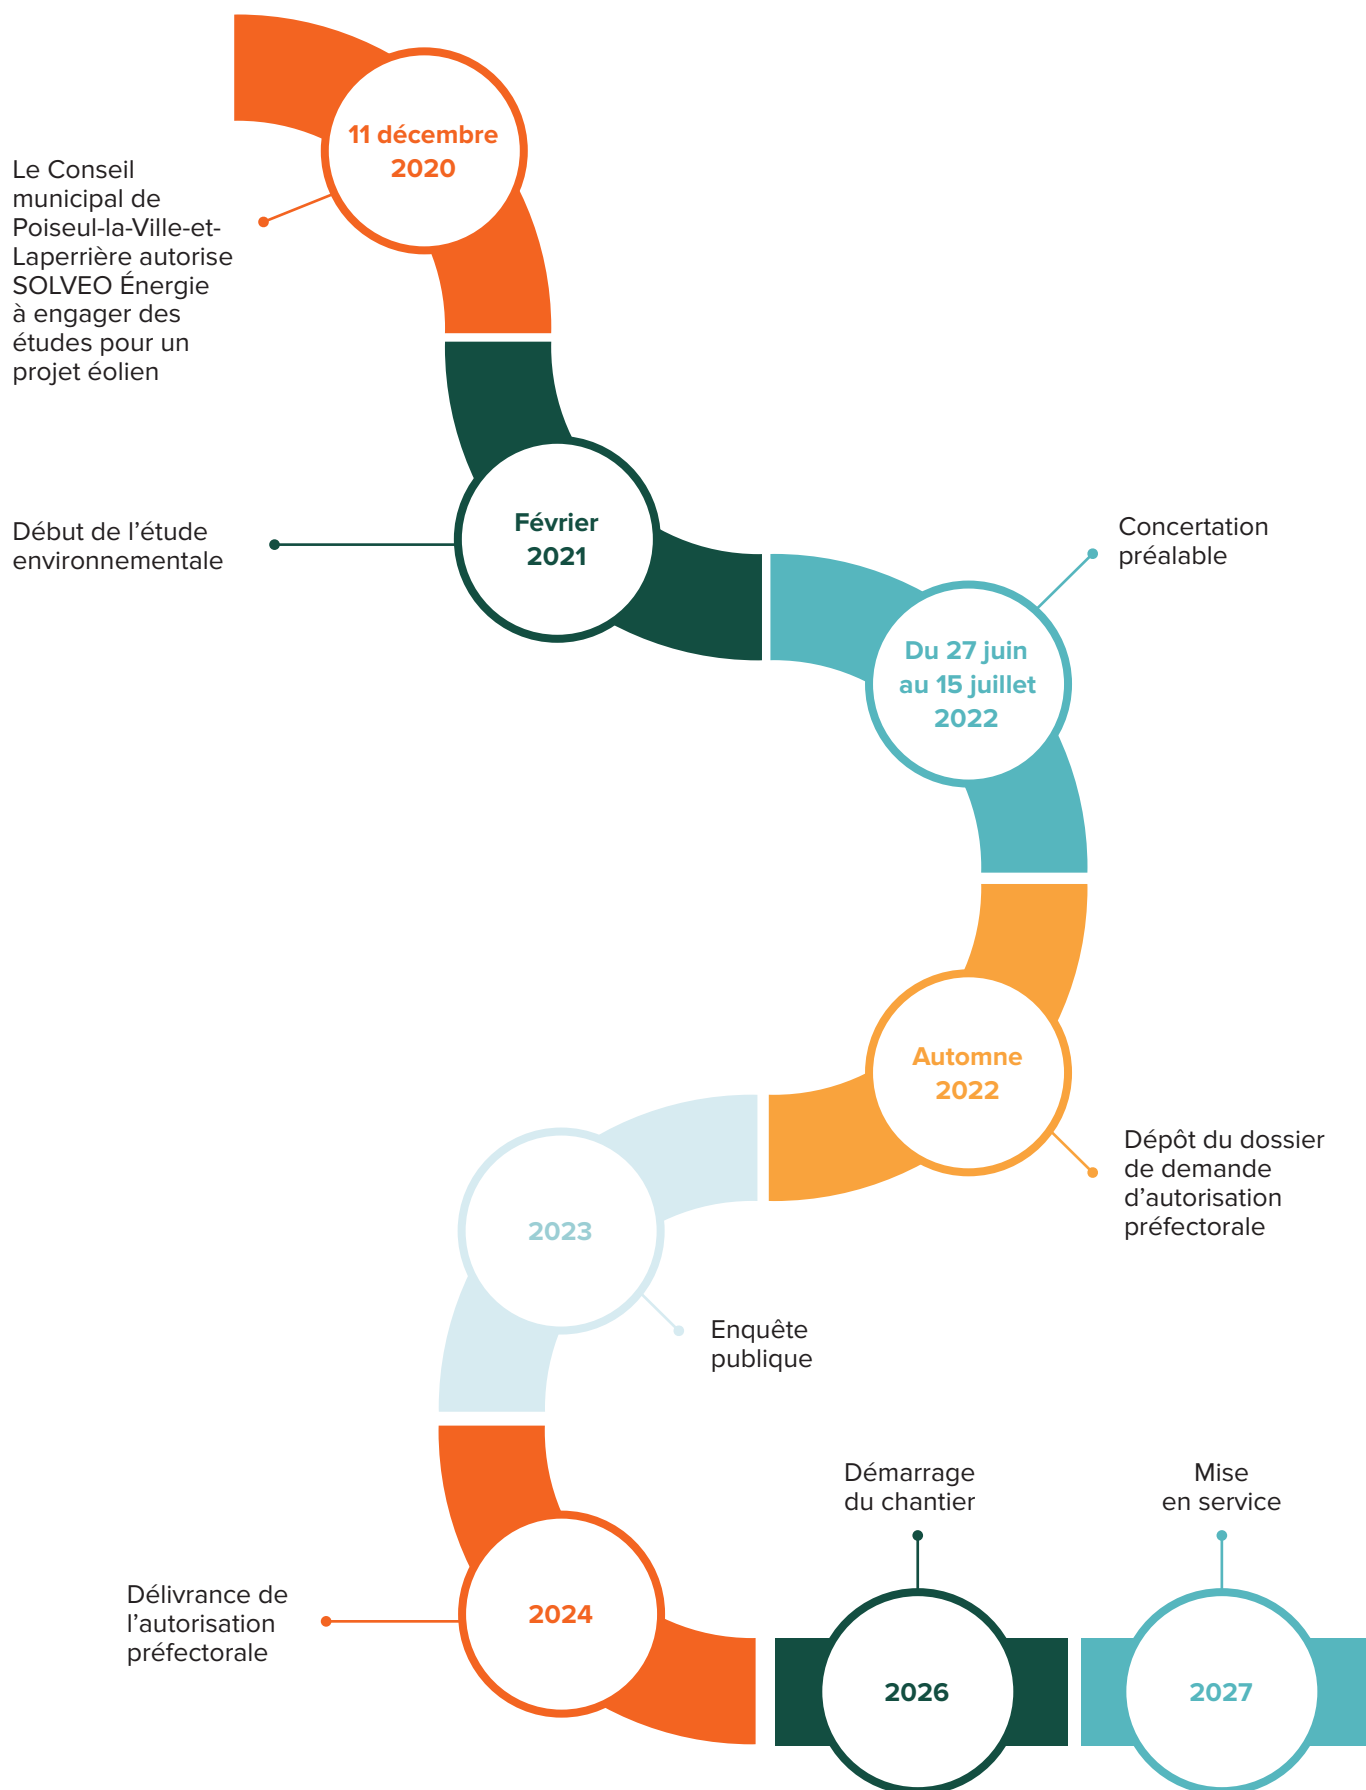 11 décembre
2020
Le Conseil
municipal de
Poiseul-la-Ville-et-
Laperrière autorise
SOLVEO Énergie
à engager des
études pour un
projet éolien
Février
2021
Début de l’étude
environnementale
Du 27 juin
au 15 juillet
2022
Concertation
préalable
Automne
2022
Dépôt du dossier
de demande
d’autorisation
préfectorale
2023
Enquête
publique
2024
Délivrance de
l’autorisation
préfectorale
Démarrage
du chantier
2026
Mise
en service
2027